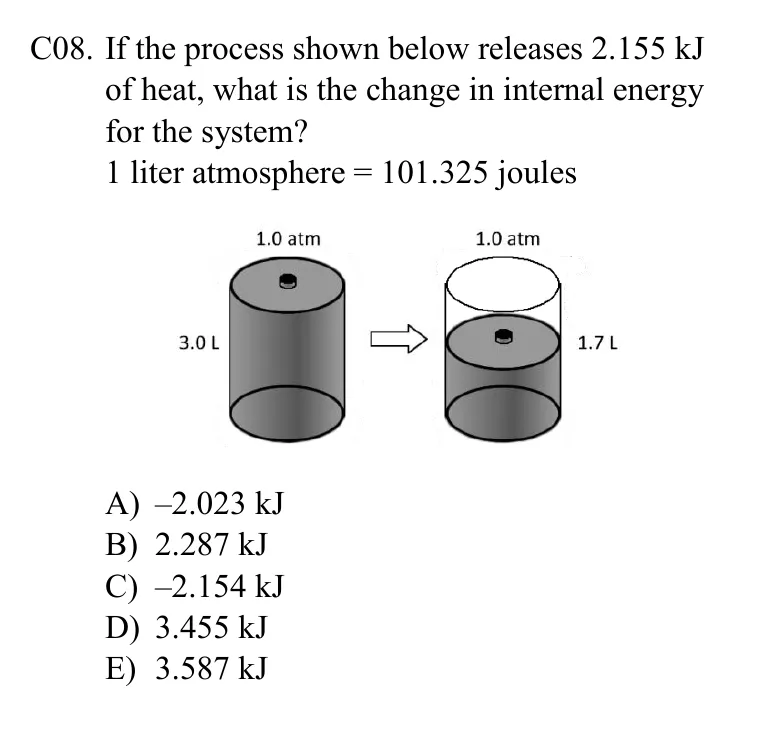 C08. If the process shown below releases 2.155 kJ
of heat, what is the change in internal energy
for the system?
1 liter atmosphere = 101.325 joules
1.0 atm
1.0 atm
3.0 L
1.7 L
A) –2.023 kJ
B) 2.287 kJ
C) –2.154 kJ
D) 3.455 kJ
E) 3.587 kJ